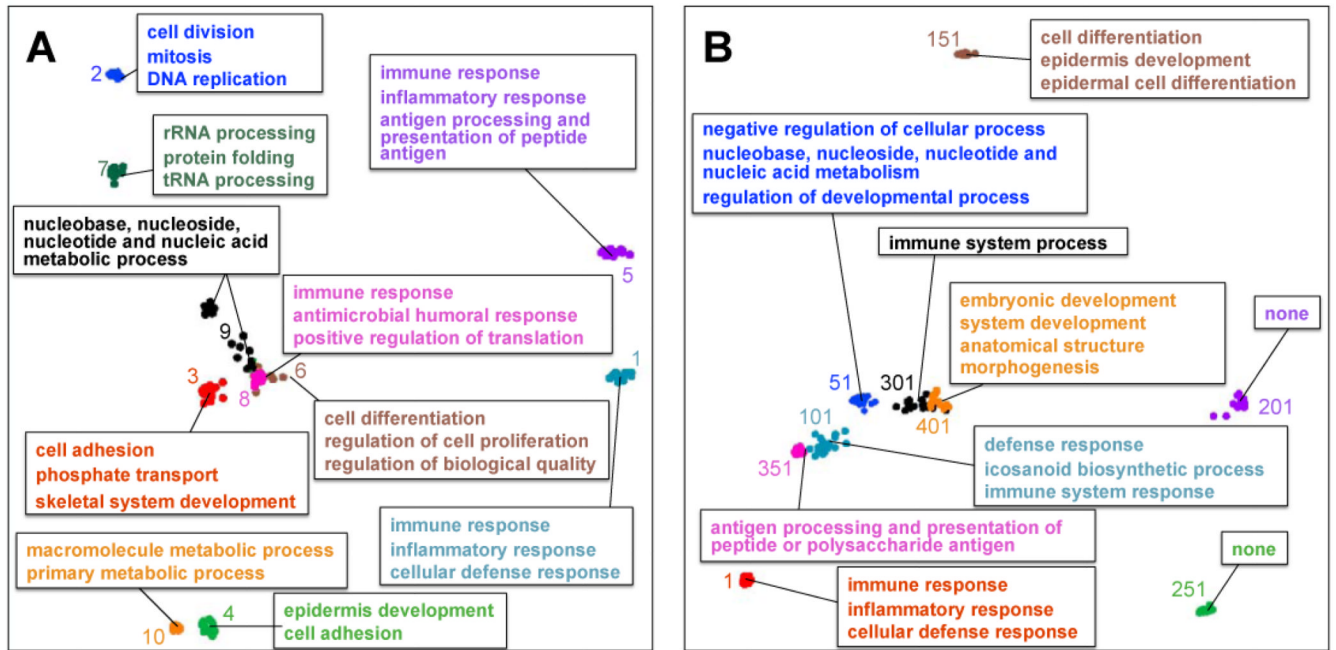 A
cell division
mitosis
DNA replication
2
immune response
inflammatory response
antigen processing and
presentation of peptide
antigen
rRNA processing
protein folding
tRNA processing
7
nucleobase, nucleoside,
nucleotide and nucleic acid
metabolic process
5
immune response
antimicrobial humoral response
positive regulation of translation
9
1
3
6
8
cell differentiation
regulation of cell proliferation
regulation of biological quality
cell adhesion
phosphate transport
skeletal system development
immune response
inflammatory response
cellular defense response
macromolecule metabolic process
primary metabolic process
epidermis development
cell adhesion
4
10
B
151
cell differentiation
epidermis development
epidermal cell differentiation
negative regulation of cellular process
nucleobase, nucleoside, nucleotide and
nucleic acid metabolism
regulation of developmental process
immune system process
embryonic development
system development
anatomical structure
morphogenesis
none
51
301
201
101
401
351
defense response
icosanoid biosynthetic process
immune system response
antigen processing and presentation of
peptide or polysaccharide antigen
none
1
immune response
inflammatory response
cellular defense response
251